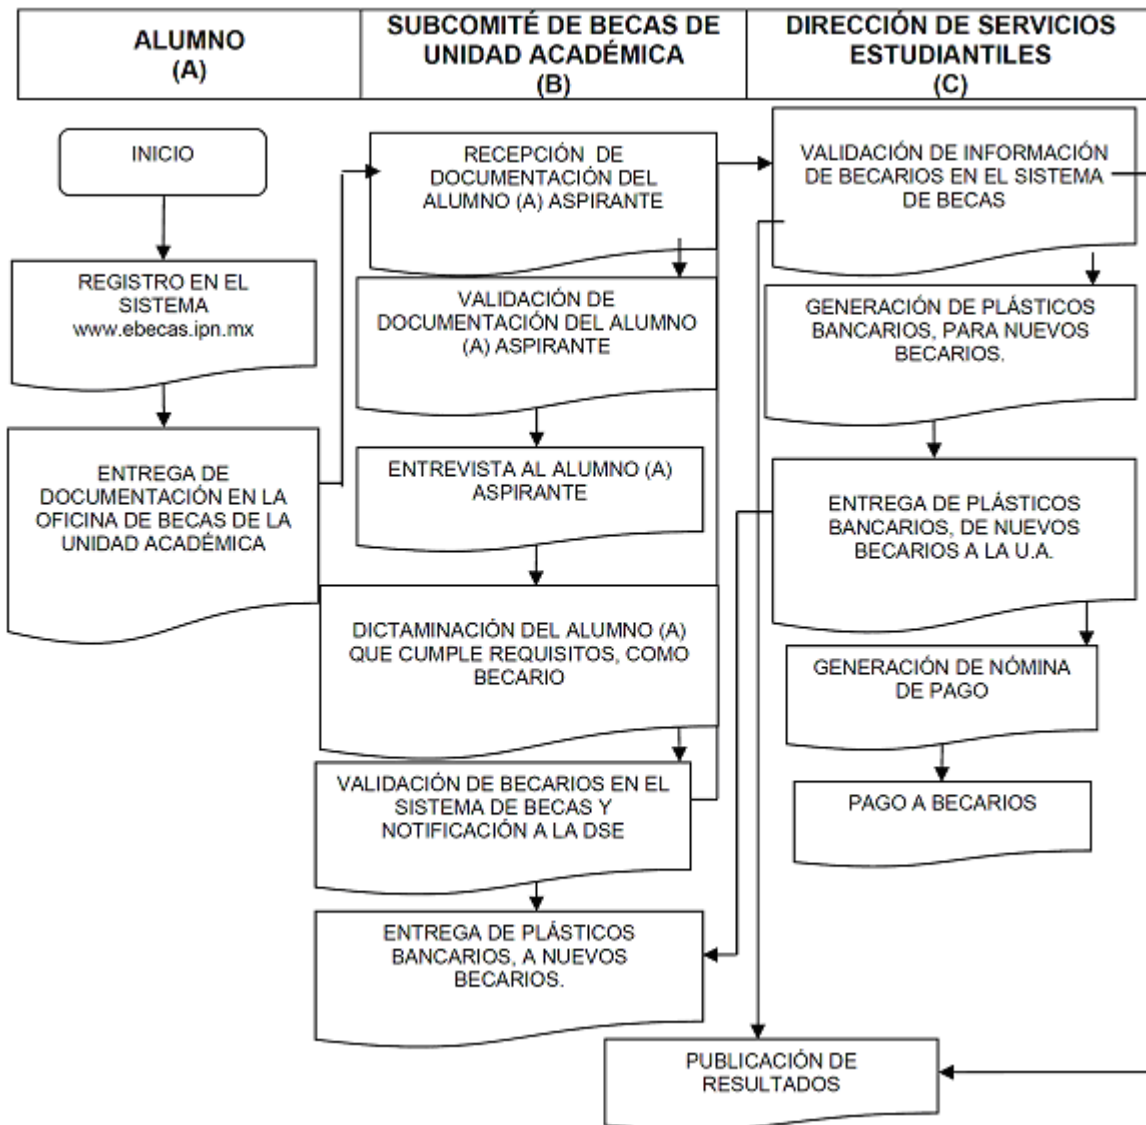 ALUMNO
(A)
SUBCOMITÉ DE BECAS DE
UNIDAD ACADÉMICA
(B)
DIRECCIÓN DE SERVICIOS
ESTUDIANTILES
(C)
INICIO
REGISTRO EN EL
SISTEMA
www.ebecas.ipn.mx
ENTREGA DE
DOCUMENTACIÓN EN LA
OFICINA DE BECAS DE LA
UNIDAD ACADÉMICA
RECEPCIÓN DE
DOCUMENTACIÓN DEL
ALUMNO (A) ASPIRANTE
VALIDACIÓN DE
DOCUMENTACIÓN DEL ALUMNO
(A) ASPIRANTE
ENTREVISTA AL ALUMNO (A)
ASPIRANTE
DICTAMINACIÓN DEL ALUMNO (A)
QUE CUMPLE REQUISITOS, COMO
BECARIO
VALIDACIÓN DE BECARIOS EN EL
SISTEMA DE BECAS Y
NOTIFICACIÓN A LA DSE
ENTREGA DE PLÁSTICOS
BANCARIOS, A NUEVOS
BECARIOS.
VALIDACIÓN DE INFORMACIÓN
DE BECARIOS EN EL SISTEMA
DE BECAS
GENERACIÓN DE PLÁSTICOS
BANCARIOS, PARA NUEVOS
BECARIOS.
ENTREGA DE PLÁSTICOS
BANCARIOS, DE NUEVOS
BECARIOS A LA U.A.
GENERACIÓN DE NÓMINA
DE PAGO
PAGO A BECARIOS
PUBLICACIÓN DE
RESULTADOS